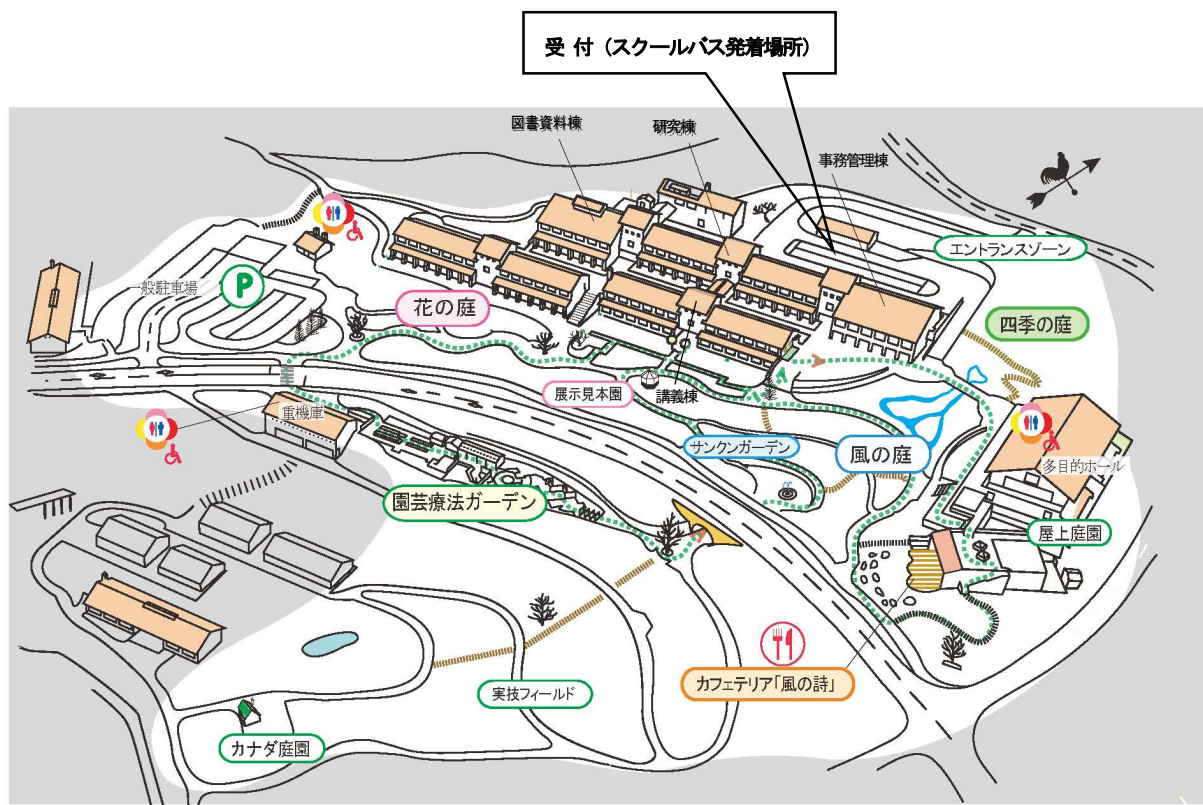 受 付（スクールバス発着場所）
図書資料棟
研究棟
事務管理棟
エントランスゾーン
一般駐車場
P
花の庭
四季の庭
展示見本園
講義棟
重機庫
サンクンガーデン
風の庭
多目的ホール
園芸療法ガーデン
屋上庭園
カフェテリア「風の詩」
実技フィールド
カナダ庭園